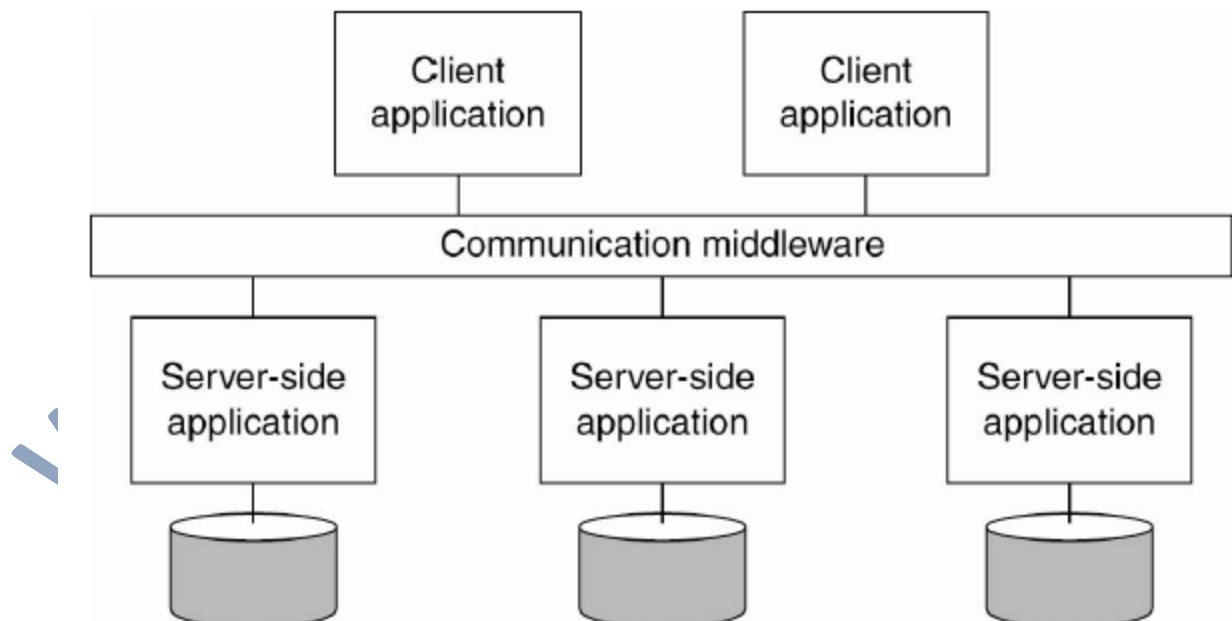 Client
application
Client
application
Communication middleware
Server-side
application
Server-side
application
Server-side
application